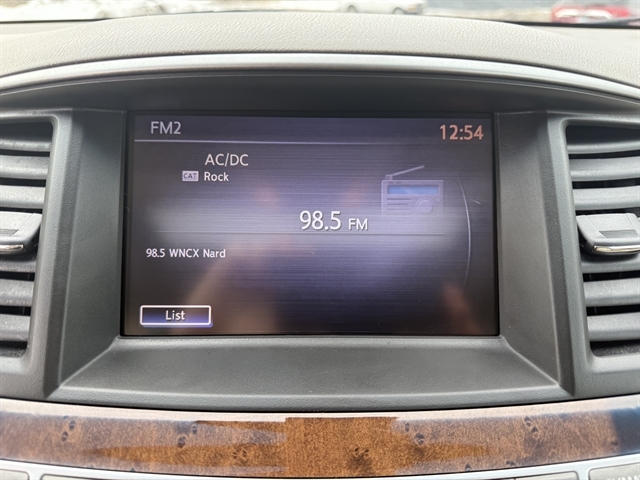 FM2 12:54
AC/DC
CAT Rock
98.5 FM
98.5 WNCX Nard
List